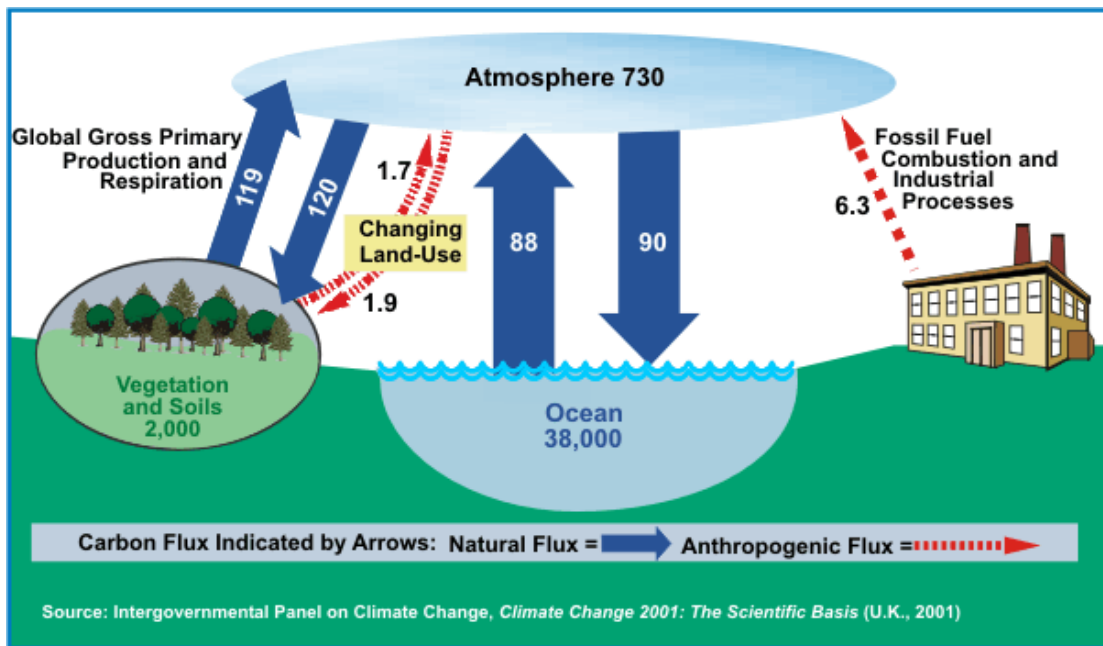 Atmosphere 730
Global Gross Primary
Production and
Respiration
119
120
1.7
Changing
Land-Use
1.9
88
90
6.3
Fossil Fuel
Combustion and
Industrial
Processes
Vegetation
and Soils
2,000
Ocean
38,000
Carbon Flux Indicated by Arrows: Natural Flux = Anthropogenic Flux =
Source: Intergovernmental Panel on Climate Change, Climate Change 2001: The Scientific Basis (U.K., 2001)